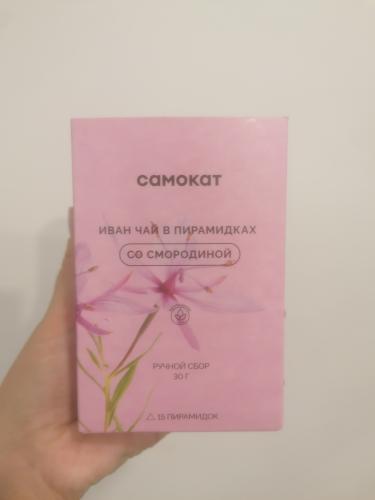 самокат
ИВАН ЧАЙ В ПИРАМИДКАХ
СО СМОРОДИНОЙ
РУЧНОЙ СБОР
30 Г
15 ПИРАМИДОК